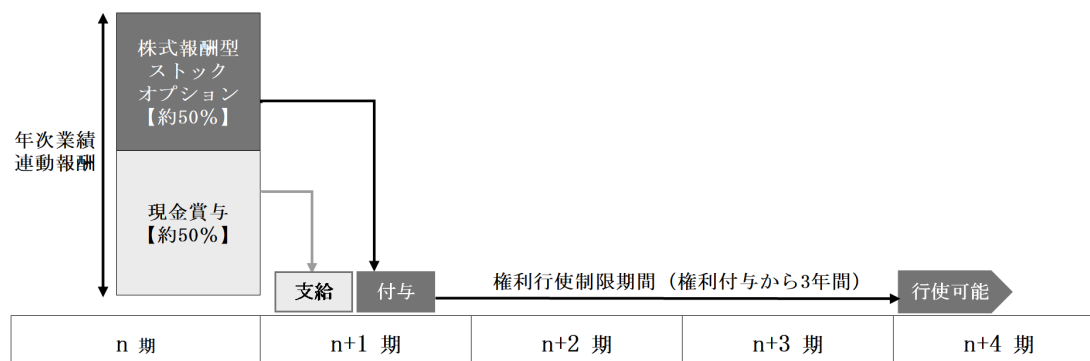 株式報酬型
ストック
オプション
【約50％】
年次業績
連動報酬
現金賞与
【約50％】
支給
付与
権利行使制限期間（権利付与から3年間）
行使可能
n 期
n+1 期
n+2 期
n+3 期
n+4 期